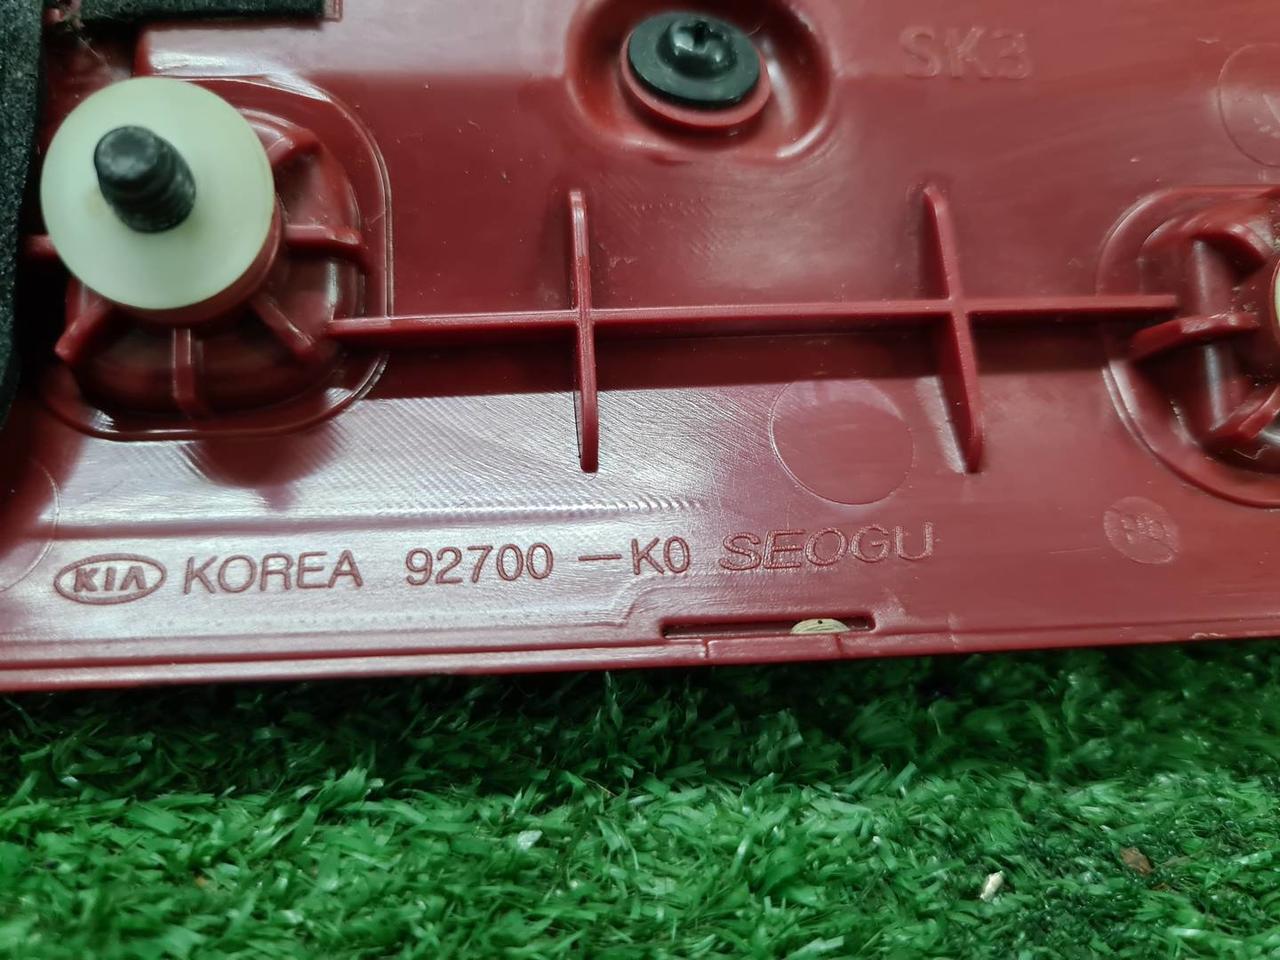 SK3
KIA KOREA 92700 -K0 SEOGU